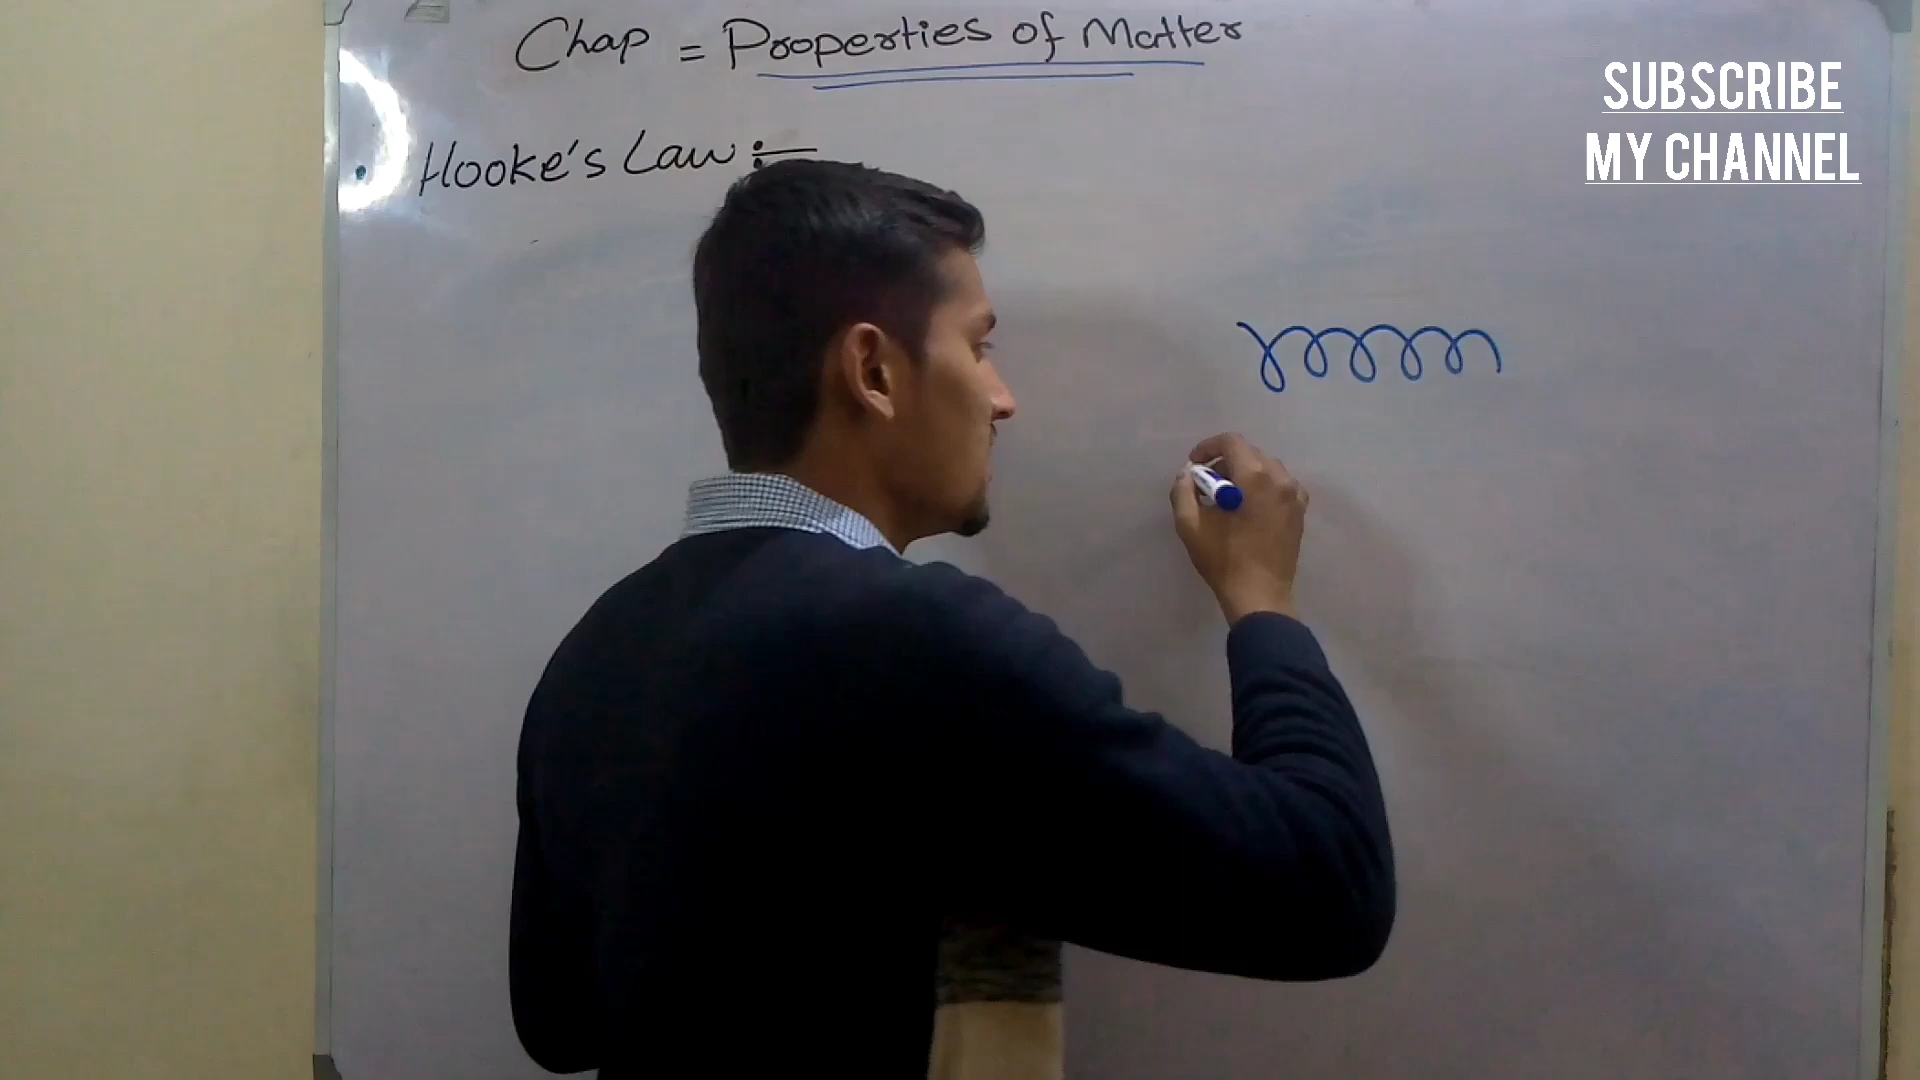 Chap = Properties of Matter
SUBSCRIBE
MY CHANNEL
• Hooke's Law :-